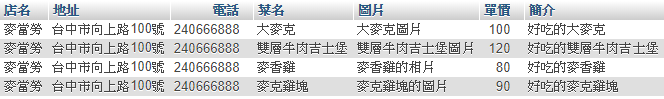 店名 地址 電話 菜名 圖片 單價 簡介
麥當勞 台中市向上路100號 240666888 大麥克 大麥克圖片 100 好吃的大麥克
麥當勞 台中市向上路100號 240666888 雙層牛肉吉士堡 雙層牛肉吉士堡圖片 120 好吃的雙層牛肉吉士堡
麥當勞 台中市向上路100號 240666888 麥香雞 麥香雞的相片 80 好吃的麥香雞
麥當勞 台中市向上路100號 240666888 麥克雞塊 麥克雞塊的圖片 90 好吃的麥克雞塊